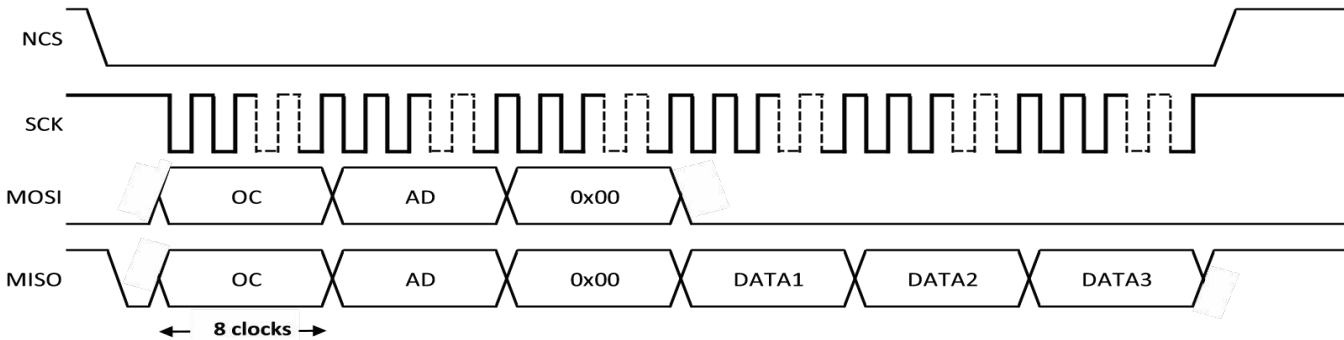 NCS
SCK
MOSI OC AD 0x00
MISO OC AD 0x00 DATA1 DATA2 DATA3
8 clocks